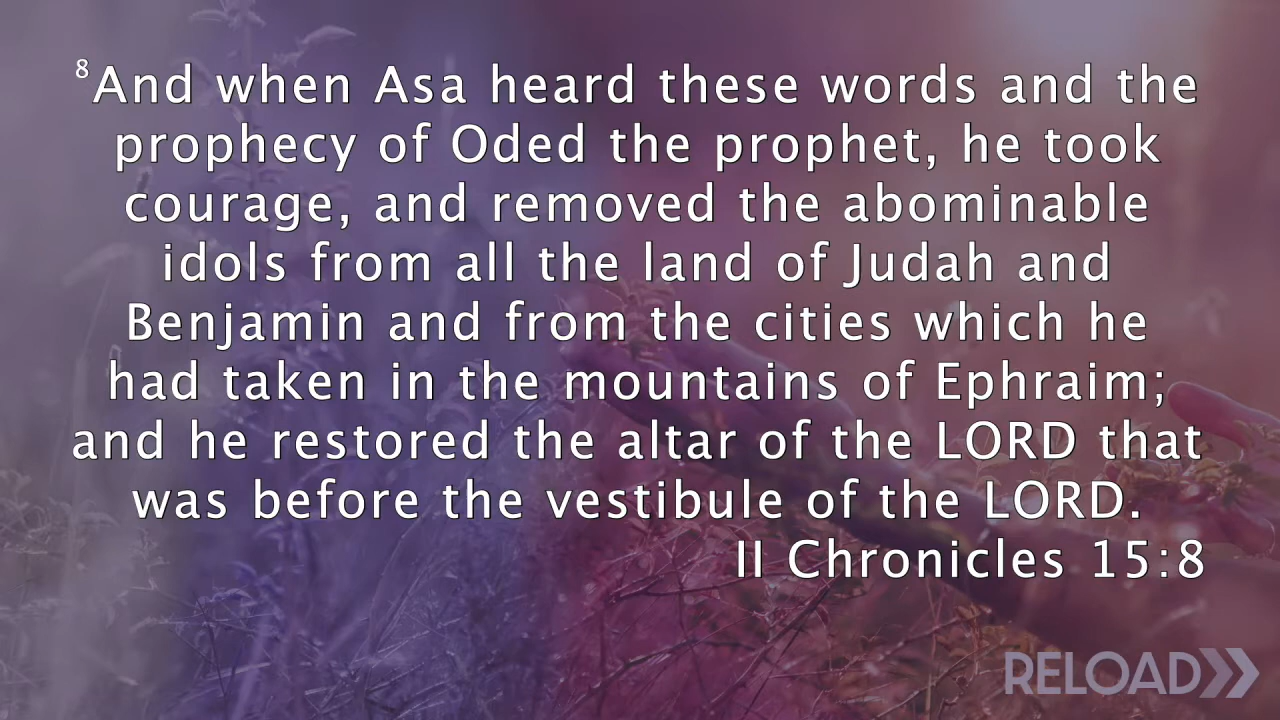 8And when Asa heard these words and the
prophecy of Oded the prophet, he took
courage, and removed the abominable
idols from all the land of Judah and
Benjamin and from the cities which he
had taken in the mountains of Ephraim;
and he restored the altar of the LORD that
was before the vestibule of the LORD.
II Chronicles 15:8
RELOAD